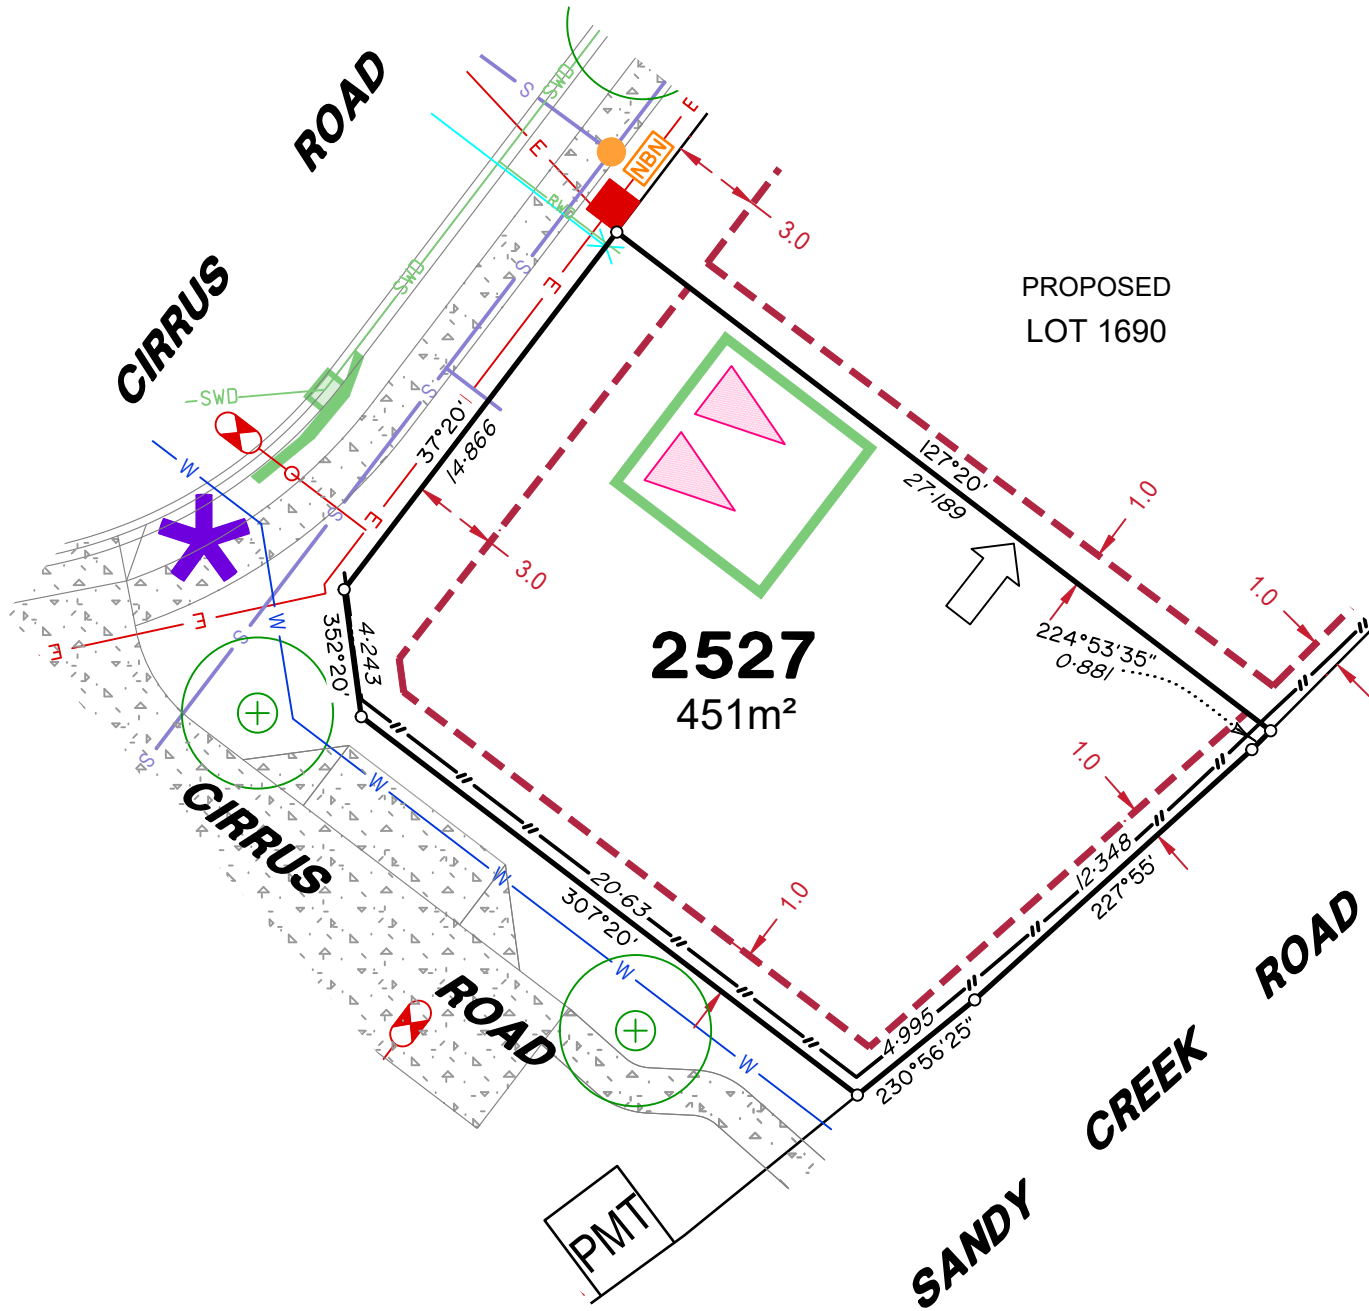 ROAD
CIRRUS
SWD
S
E
NBN
E
RWD
3.0
S
E
SWD
PROPOSED
LOT 1690
SWD
S
37°20'
14·866
127°20'
27·189
W
S
E
3.0
1.0
1.0
224°53'35"
0·881
E
E
W
S
352°20'
4·243
2527
451m²
S
W
1.0
CIRRUS
W
20·63
307°20'
1.0
12·348
227°55'
ROAD
W
W
4·995
230°56'25"
ROAD
PMT
SANDY
CREEK
ROAD